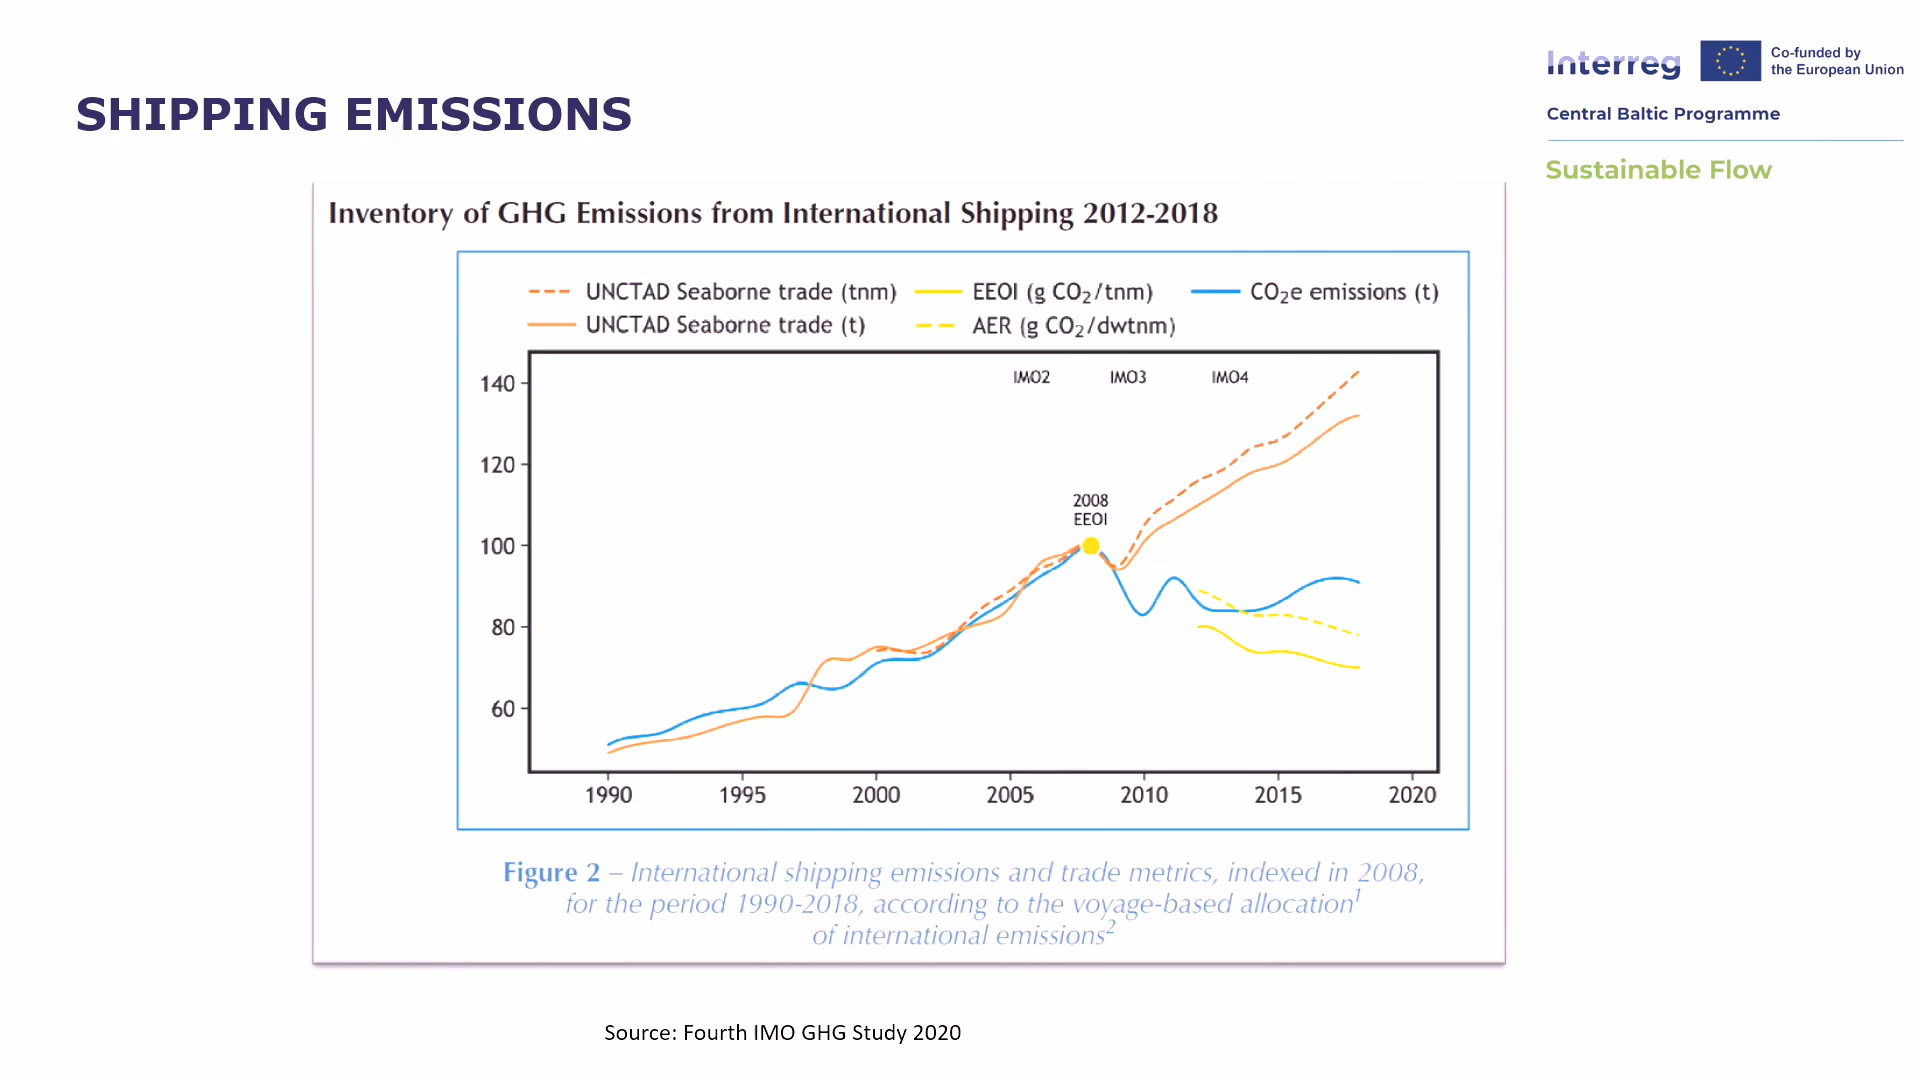 Interreg
Co-funded by
the European Union
SHIPPING EMISSIONS
Central Baltic Programme
Sustainable Flow
Inventory of GHG Emissions from International Shipping 2012-2018
UNCTAD Seaborne trade (tnm)
EEOI (g CO₂/tnm)
CO₂e emissions (t)
UNCTAD Seaborne trade (t)
AER (g CO₂/dwtnm)
IMO2
IMO3
IMO4
140
120
100
80
60
2008
EEOI
1990
1995
2000
2005
2010
2015
2020
Figure 2 – International shipping emissions and trade metrics, indexed in 2008,
for the period 1990-2018, according to the voyage-based allocation¹
of international emissions²
Source: Fourth IMO GHG Study 2020